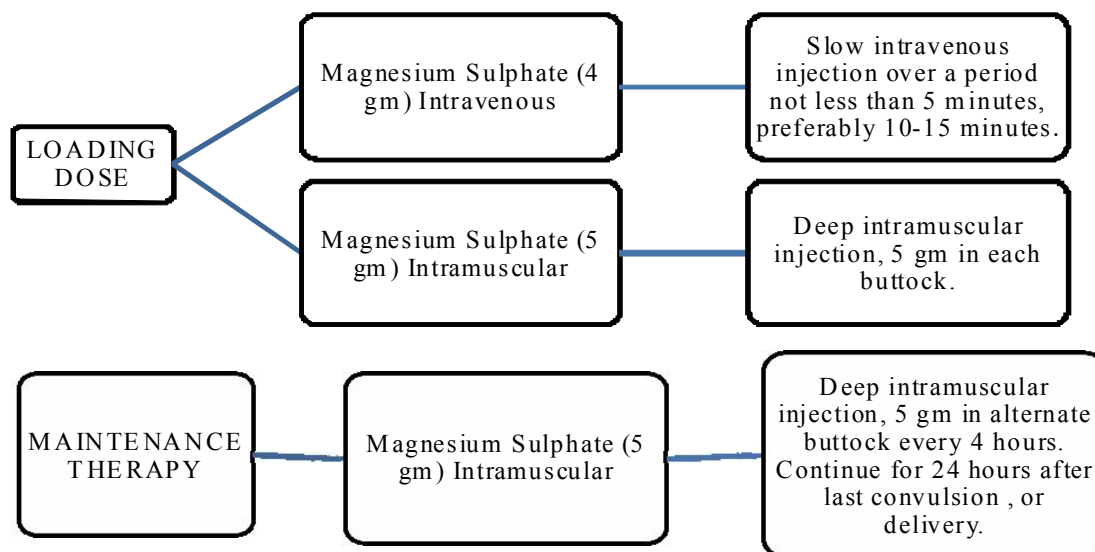 LOADING
DOSE
Magnesium Sulphate (4
gm) Intravenous
Slow intravenous
injection over a period
not less than 5 minutes,
preferably 10-15 minutes.
Magnesium Sulphate (5
gm) Intramuscular
Deep intramuscular
injection, 5 gm in each
buttock.
MAINTENANCE
THERAPY
Magnesium Sulphate (5
gm) Intramuscular
Deep intramuscular
injection, 5 gm in alternate
buttock every 4 hours.
Continue for 24 hours after
last convulsion , or
delivery.